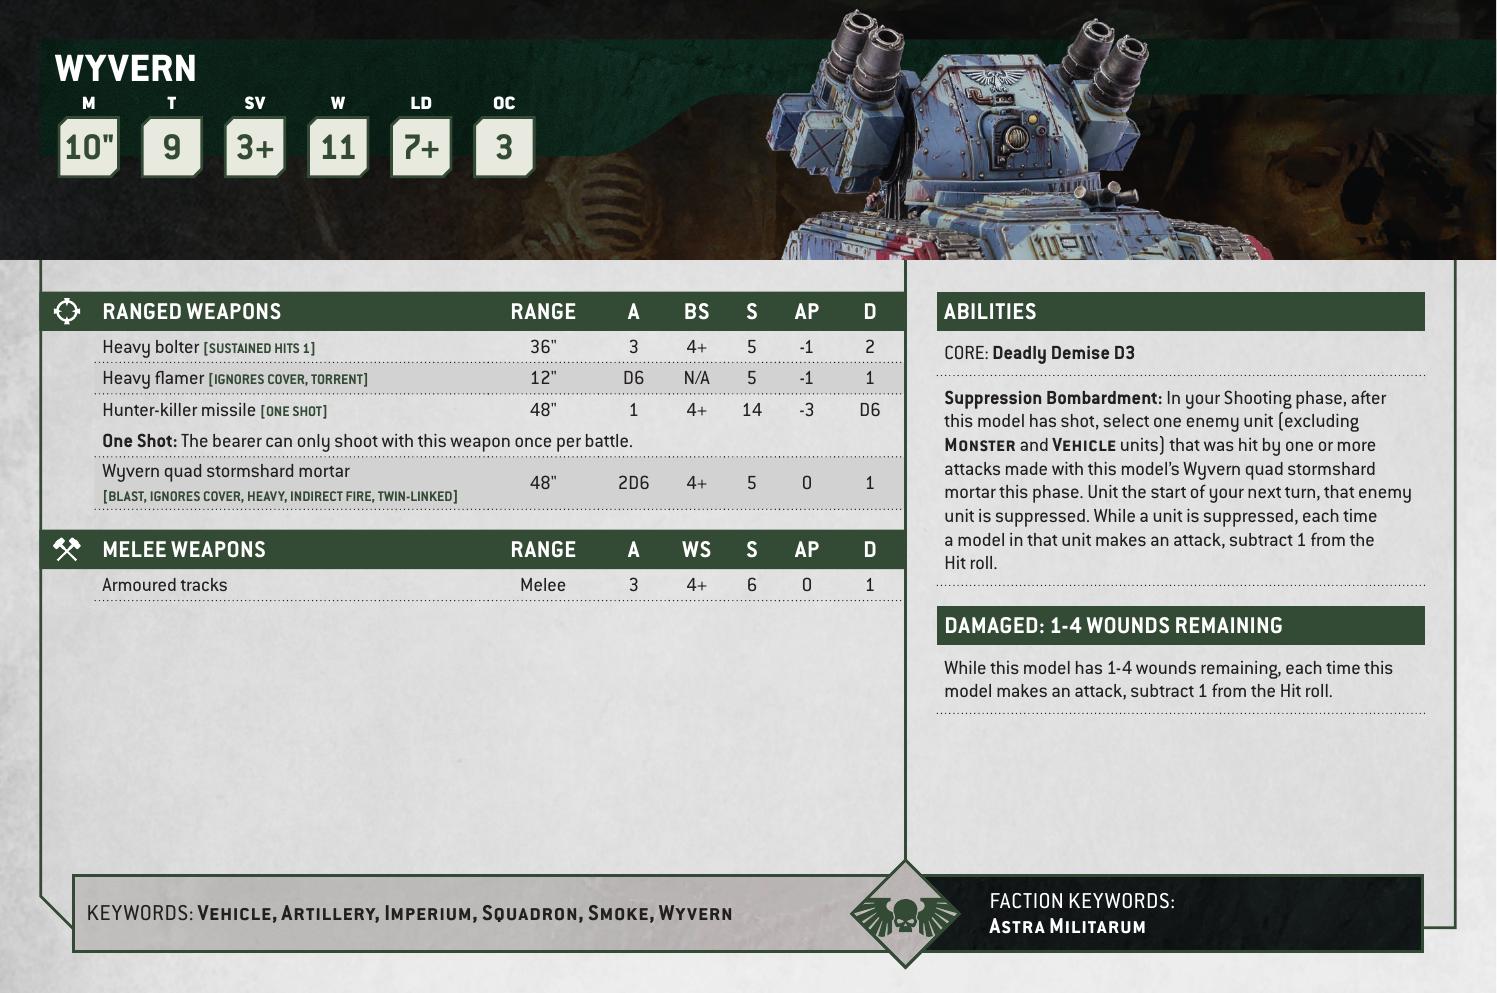 WYVERN
M T SV W LD OC
10" 9 3+ 11 7+ 3
RANGED WEAPONS RANGE A BS S AP D
Heavy bolter [SUSTAINED HITS 1] 36" 3 4+ 5 -1 2
Heavy flamer [IGNORES COVER, TORRENT] 12" D6 N/A 5 -1 1
Hunter-killer missile [ONE SHOT] 48" 1 4+ 14 -3 D6
One Shot: The bearer can only shoot with this weapon once per battle.
Wyvern quad stormshard mortar
[BLAST, IGNORES COVER, HEAVY, INDIRECT FIRE, TWIN-LINKED] 48" 2D6 4+ 5 0 1
MELEE WEAPONS RANGE A WS S AP D
Armoured tracks Melee 3 4+ 6 0 1
ABILITIES
CORE: Deadly Demise D3
Suppression Bombardment: In your Shooting phase, after
this model has shot, select one enemy unit (excluding
MONSTER and VEHICLE units) that was hit by one or more
attacks made with this model's Wyvern quad stormshard
mortar this phase. Unit the start of your next turn, that enemy
unit is suppressed. While a unit is suppressed, each time
a model in that unit makes an attack, subtract 1 from the
Hit roll.
DAMAGED: 1-4 WOUNDS REMAINING
While this model has 1-4 wounds remaining, each time this
model makes an attack, subtract 1 from the Hit roll.
KEYWORDS: VEHICLE, ARTILLERY, IMPERIUM, SQUADRON, SMOKE, WYVERN
FACTION KEYWORDS:
ASTRA MILITARUM